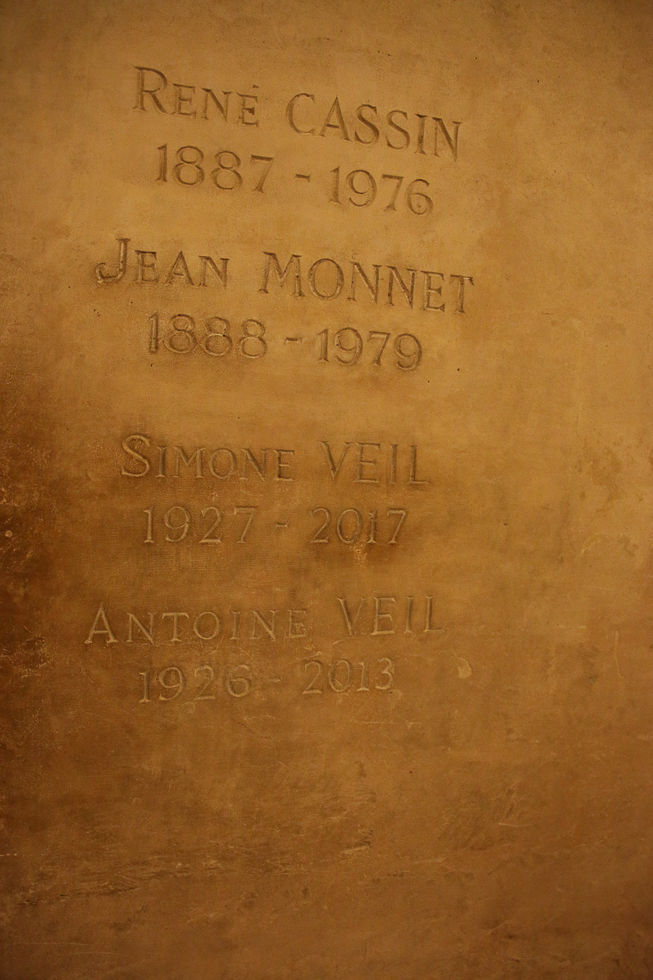 René CASSIN
1887 - 1976
Jean MONNET
1888 - 1979
Simone VEIL
1927 - 2017
Antoine VEIL
1926 - 2013